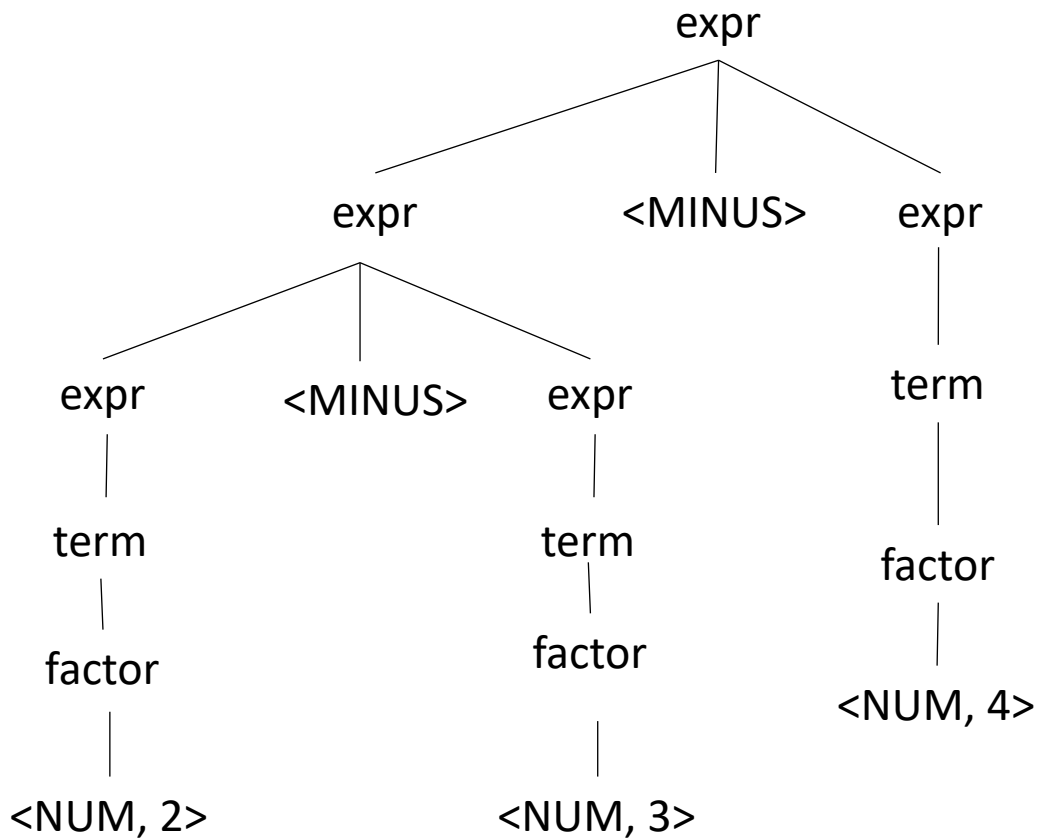 expr
expr <MINUS> expr
expr <MINUS> expr term
term term factor
factor factor <NUM, 4>
<NUM, 2> <NUM, 3>